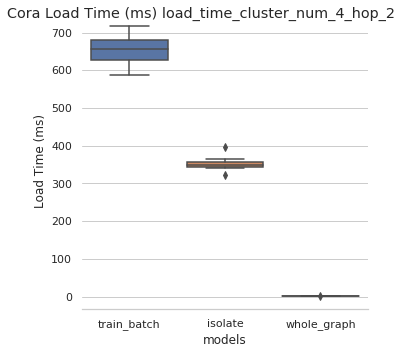 Cora Load Time (ms) load_time_cluster_num_4_hop_2
700
600
500
400
300
200
100
0
Load Time (ms)
train_batch isolate whole_graph
models